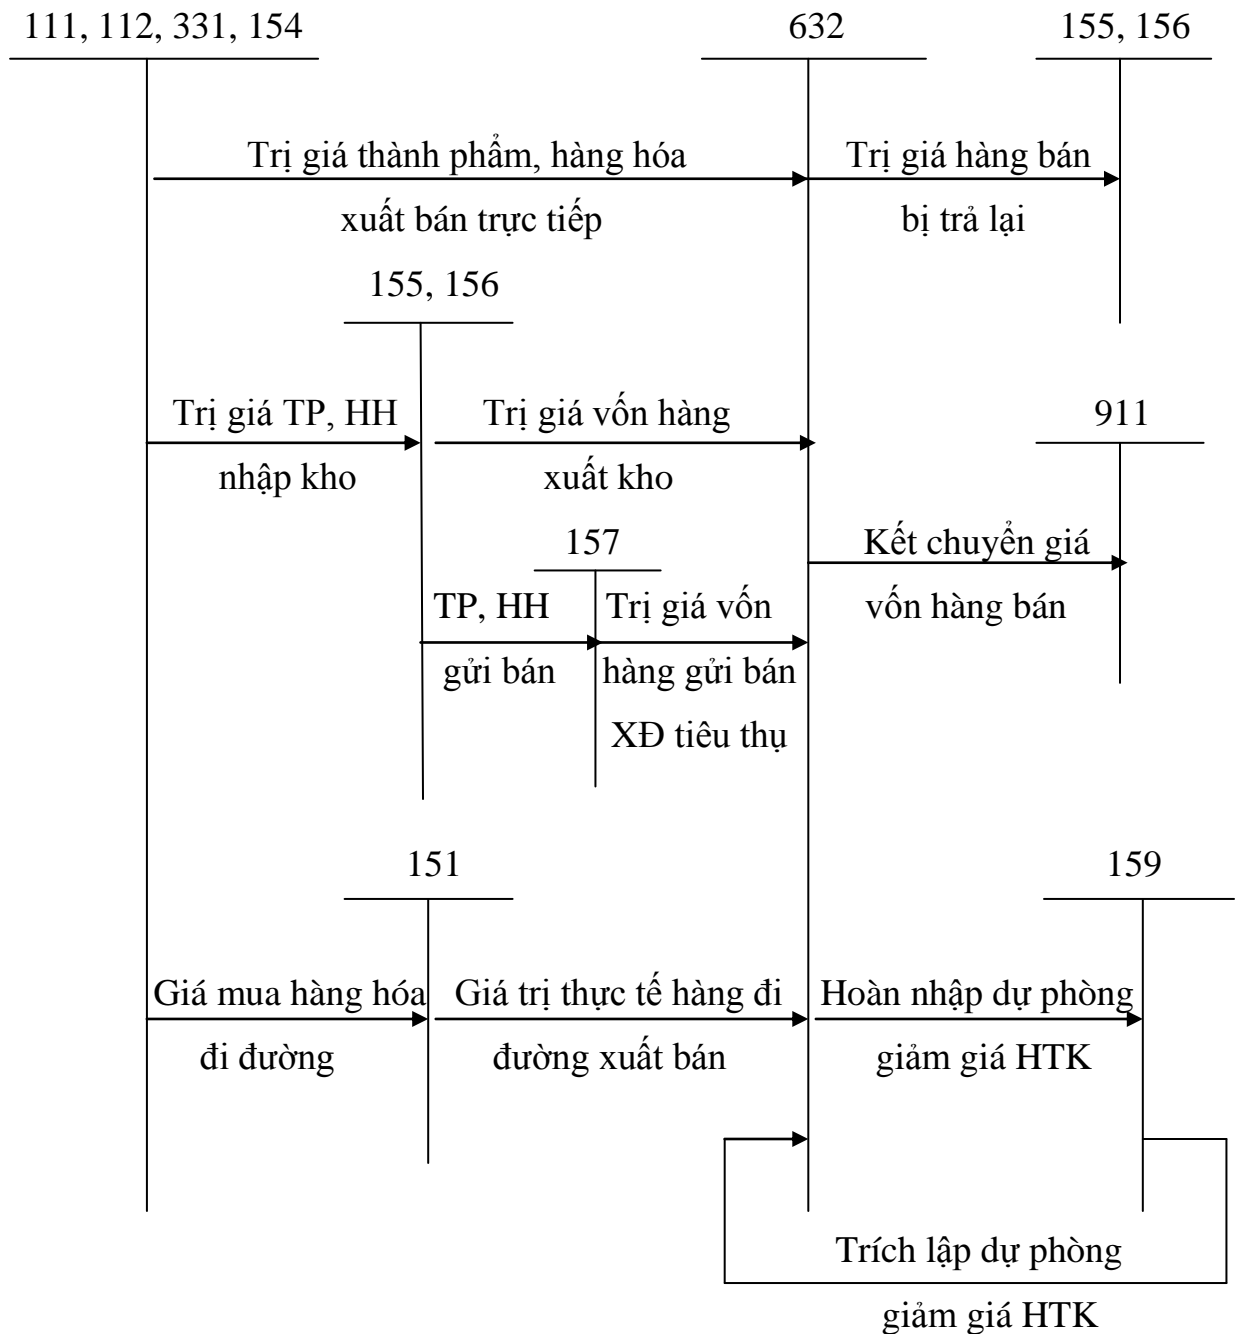 111, 112, 331, 154
632
155, 156
Trị giá thành phẩm, hàng hóa
xuất bán trực tiếp
Trị giá hàng bán
bị trả lại
155, 156
Trị giá TP, HH
nhập kho
Trị giá vốn hàng
xuất kho
911
157
Kết chuyển giá
vốn hàng bán
TP, HH
gửi bán
Trị giá vốn
hàng gửi bán
XĐ tiêu thụ
151
159
Giá mua hàng hóa
đi đường
Giá trị thực tế hàng đi
đường xuất bán
Hoàn nhập dự phòng
giảm giá HTK
Trích lập dự phòng
giảm giá HTK